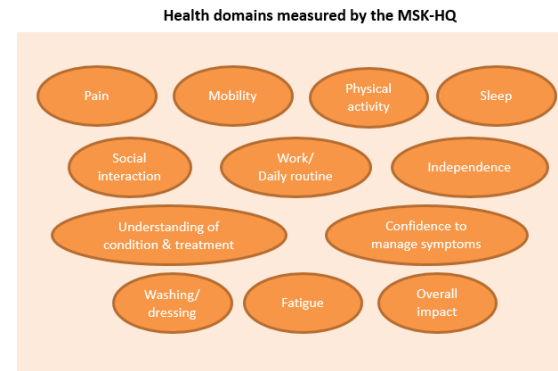 Health domains measured by the MSK-HQ
Pain
Mobility
Physical
activity
Sleep
Social
interaction
Work/
Daily routine
Independence
Understanding of
condition & treatment
Confidence to
manage symptoms
Washing/
dressing
Fatigue
Overall
impact